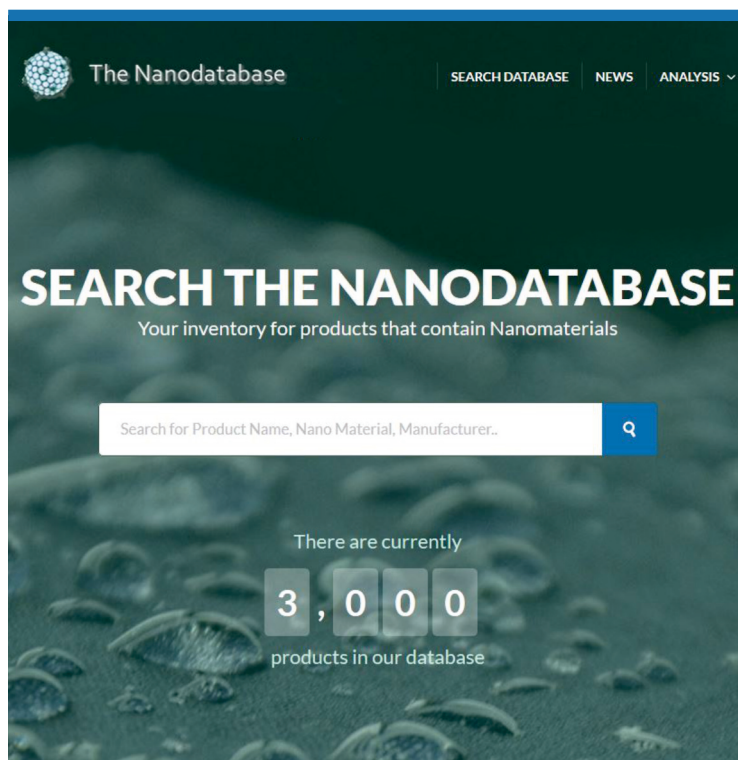 The Nanodatabase
SEARCH DATABASE NEWS ANALYSIS
SEARCH THE NANODATABASE
Your inventory for products that contain Nanomaterials
Search for Product Name, Nano Material, Manufacturer..
There are currently
3,000
products in our database